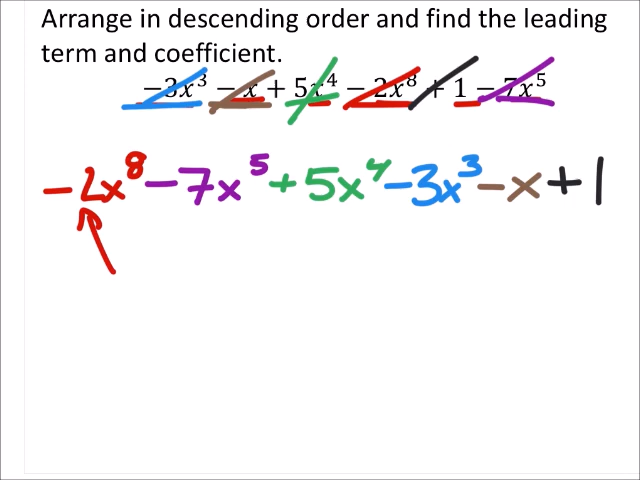 Arrange in descending order and find the leading
term and coefficient.
−3x³ − x + 5x⁴ − 2x⁸ + 1 − 7x⁵
−2x⁸ −7x⁵ +5x⁴ −3x³ −x +1